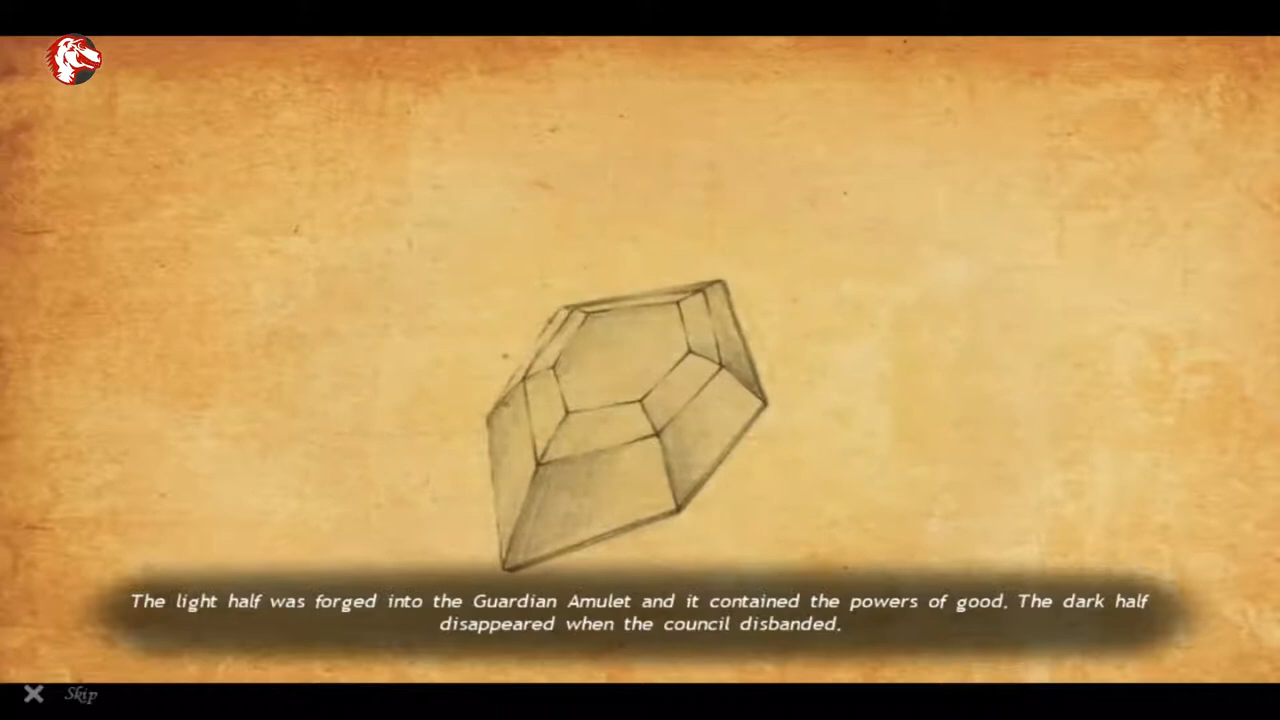 The light half was forged into the Guardian Amulet and it contained the powers of good. The dark half
disappeared when the council disbanded.
Skip